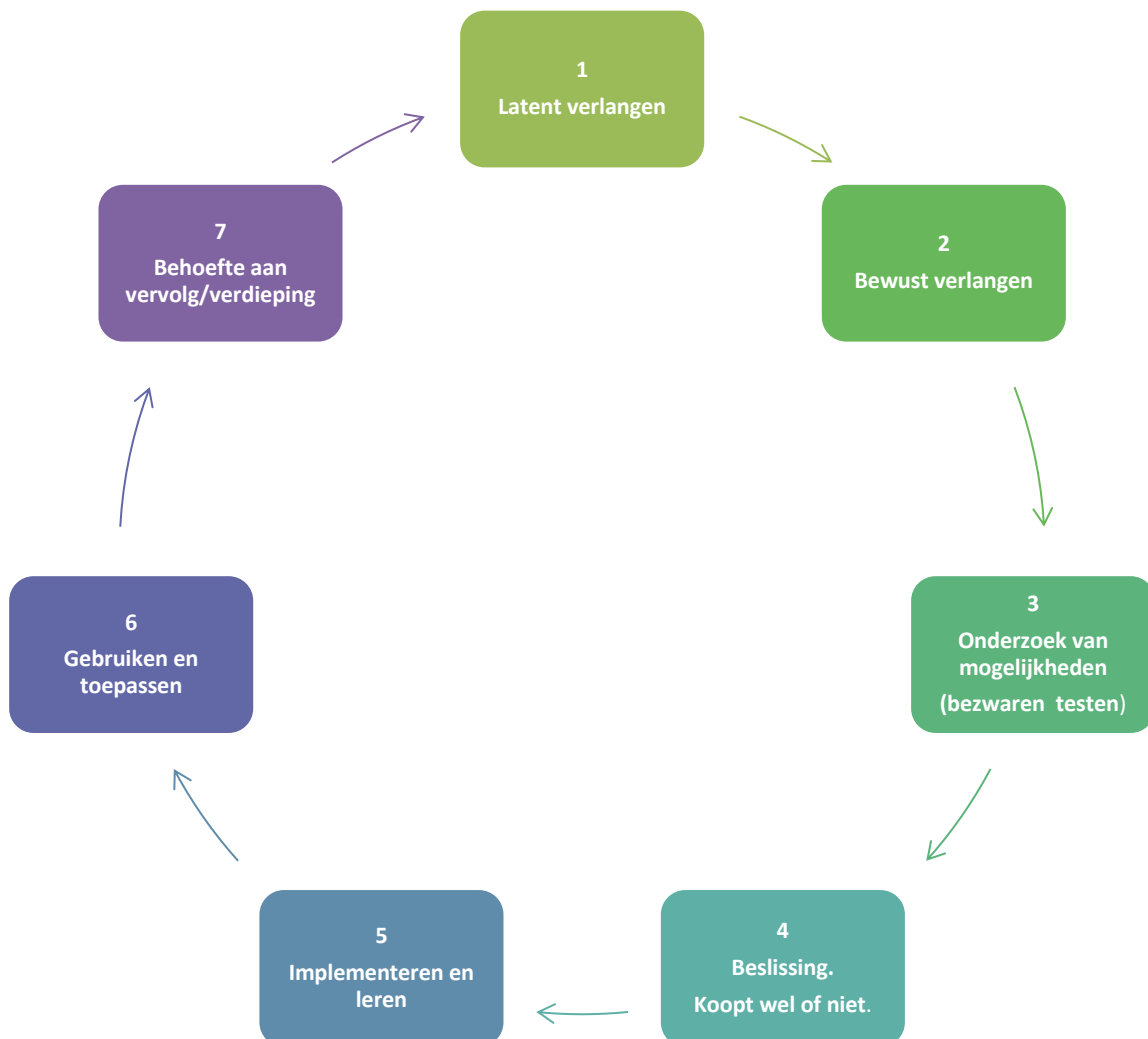 1
Latent verlangen
2
Bewust verlangen
3
Onderzoek van
mogelijkheden
(bezwaren  testen)
4
Beslissing.
Koopt wel of niet.
5
Implementeren en
leren
6
Gebruiken en
toepassen
7
Behoefte aan
vervolg/verdieping